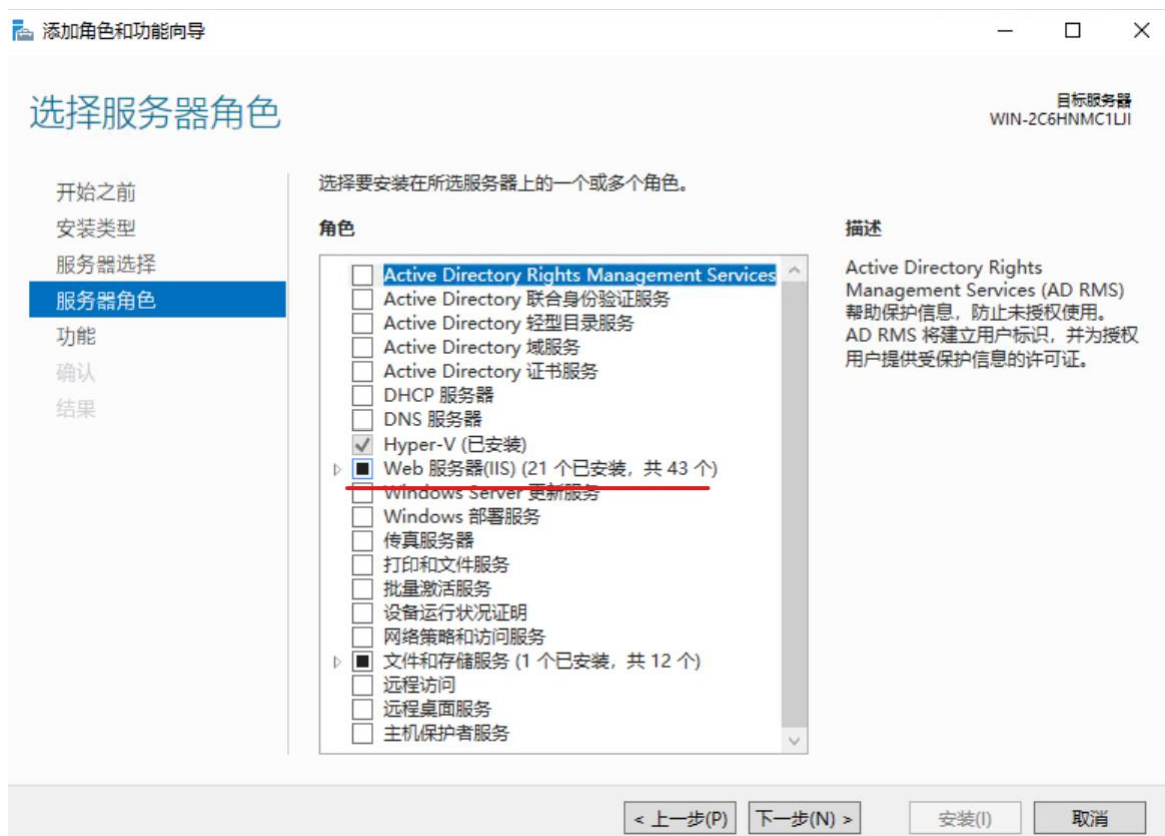 添加角色和功能向导
选择服务器角色
目标服务器
WIN-2C6HNMC1LJI
开始之前
安装类型
服务器选择
服务器角色
功能
确认
结果
选择要安装在所选服务器上的一个或多个角色。
角色
Active Directory Rights Management Services
Active Directory 联合身份验证服务
Active Directory 轻型目录服务
Active Directory 域服务
Active Directory 证书服务
DHCP 服务器
DNS 服务器
Hyper-V (已安装)
Web 服务器(IIS) (21 个已安装，共 43 个)
Windows Server 更新服务
Windows 部署服务
传真服务器
打印和文件服务
批量激活服务
设备运行状况证明
网络策略和访问服务
文件和存储服务 (1 个已安装，共 12 个)
远程访问
远程桌面服务
主机保护者服务
描述
Active Directory Rights
Management Services (AD RMS)
帮助保护信息，防止未授权使用。
AD RMS 将建立用户标识，并为授权
用户提供受保护信息的许可证。
< 上一步(P)
下一步(N) >
安装(I)
取消